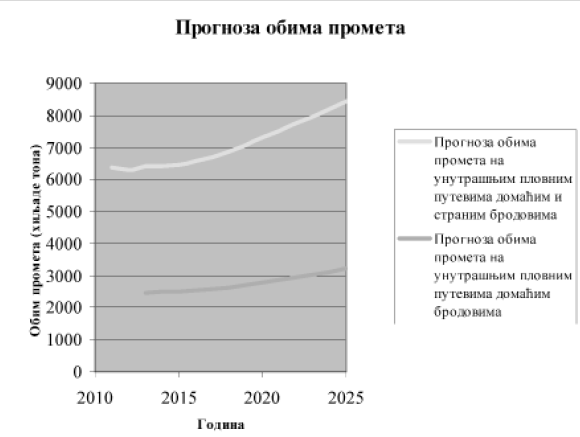 Прогноза обима промета
9000
8000
7000
6000
5000
4000
3000
2000
1000
0
Обим промета (хиљаде тона)
2010
2015
2020
2025
Година
Прогноза обима
промета на
унутрашњим пловним
путевима домаћим и
страним бродовима
Прогноза обима
промета на
унутрашњим пловним
путевима домаћим
бродовима